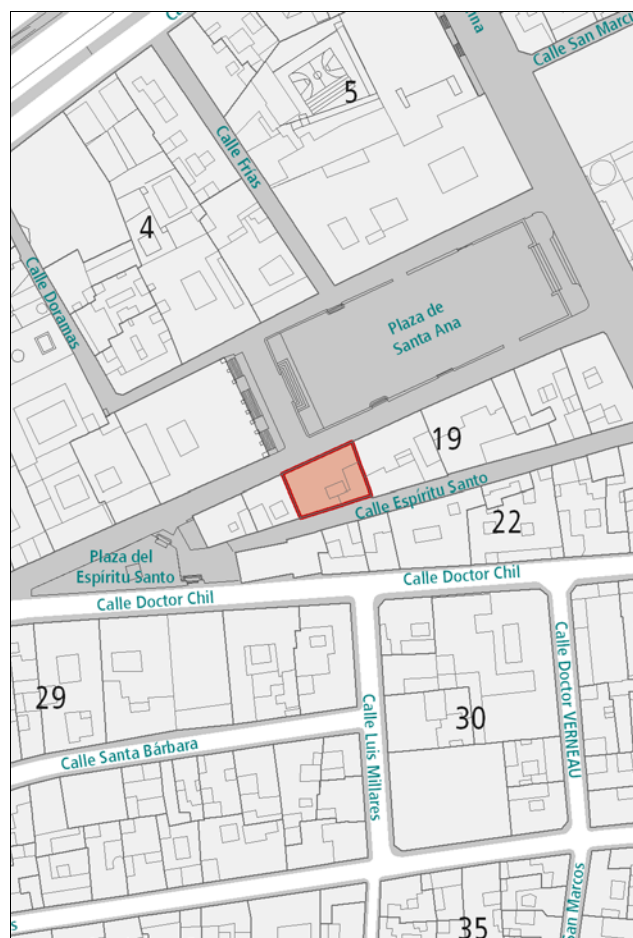 Calle San Marcu
5
Calle Frías
4
Calle Doramas
Plaza de
Santa Ana
19
Calle Espíritu Santo
22
Plaza del
Espíritu Santo
Calle Doctor Chil
Calle Doctor Chil
29
Calle Luis Millares
30
Calle Doctor VERNEAU
Calle Santa Bárbara
an Marcos
35